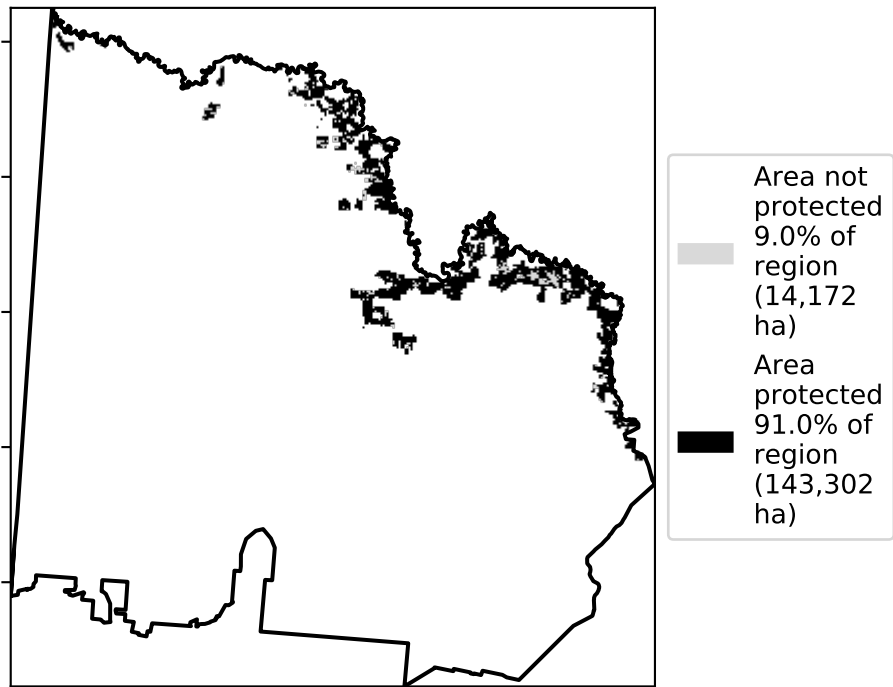 Area not
protected
9.0% of
region
(14,172
ha)
Area
protected
91.0% of
region
(143,302
ha)